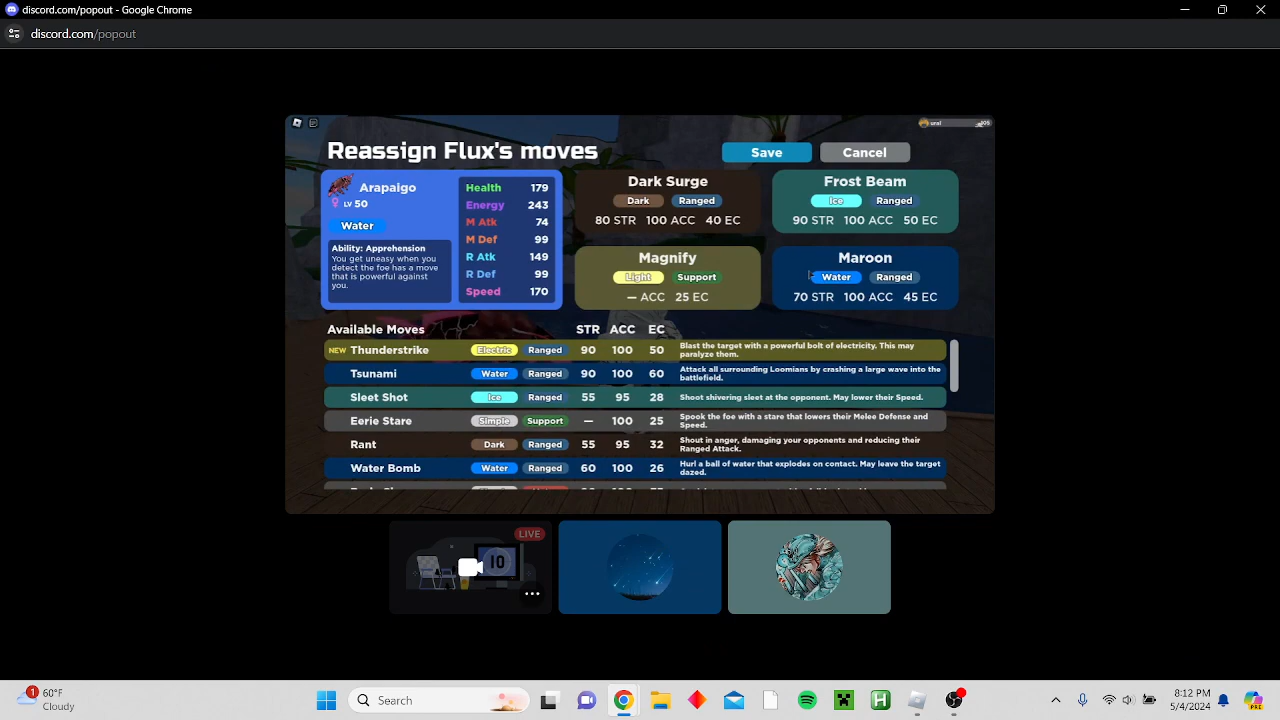 discord.com/popout - Google Chrome
discord.com/popout
ural
Reassign Flux's moves
Save
Cancel
Arapaigo
LV 50
Water
Ability: Apprehension
You get uneasy when you
detect the foe has a move
that is powerful against
you.
Health 179
Energy 243
M Atk 74
M Def 99
R Atk 149
R Def 99
Speed 170
Dark Surge
Dark Ranged
80 STR 100 ACC 40 EC
Frost Beam
Ice Ranged
90 STR 100 ACC 50 EC
Magnify
Light Support
— ACC 25 EC
Maroon
Water Ranged
70 STR 100 ACC 45 EC
Available Moves STR ACC EC
NEW Thunderstrike Electric Ranged 90 100 50 Blast the target with a powerful bolt of electricity. This may
paralyze them.
Tsunami Water Ranged 90 100 60 Attack all surrounding Loomians by crashing a large wave into the
battlefield.
Sleet Shot Ice Ranged 55 95 28 Shoot shivering sleet at the opponent. May lower their Speed.
Eerie Stare Simple Support — 100 25 Spook the foe with a stare that lowers their Melee Defense and
Speed.
Rant Dark Ranged 55 95 32 Shout in anger, damaging your opponents and reducing their
Ranged Attack.
Water Bomb Water Ranged 60 100 26 Hurl a ball of water that explodes on contact. May leave the target
dazed.
LIVE
10
1
60°F
Cloudy
Search
8:12 PM
5/4/2024
PRE